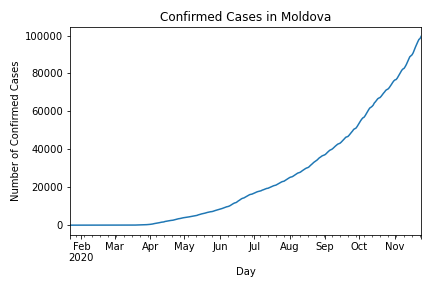 Confirmed Cases in Moldova
Number of Confirmed Cases
100000
80000
60000
40000
20000
0
Feb Mar Apr May Jun Jul Aug Sep Oct Nov
2020
Day